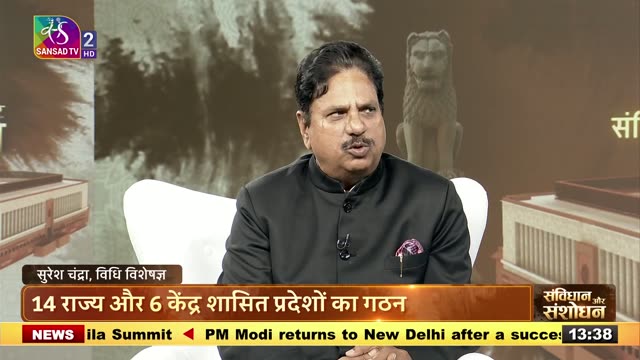 SANSAD TV
2
HD
सं
सुरेश चंद्रा, विधि विशेषज्ञ
14 राज्य और 6 केंद्र शासित प्रदेशों का गठन
संविधान और
संशोधन
NEWS ila Summit ◄ PM Modi returns to New Delhi after a succes 13:38